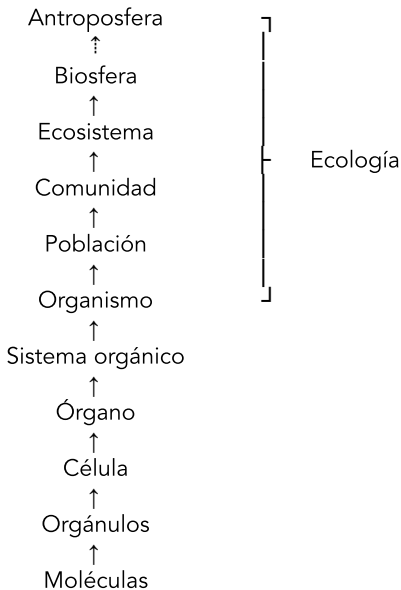 Antroposfera
Biosfera
Ecosistema
Comunidad
Ecología
Población
Organismo
Sistema orgánico
Órgano
Célula
Orgánulos
Moléculas